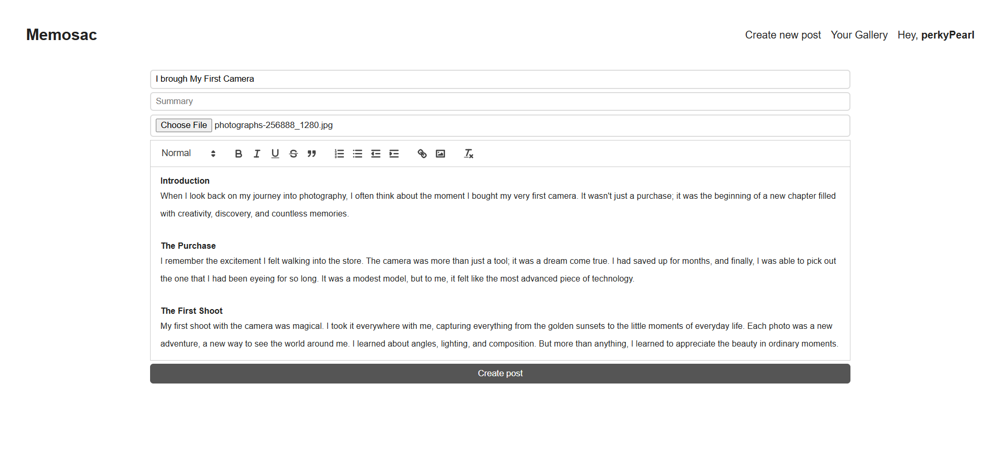 Memosac
Create new post Your Gallery Hey, perkyPearl
I brough My First Camera
Summary
Choose File photographs-256888_1280.jpg
Normal
Introduction
When I look back on my journey into photography, I often think about the moment I bought my very first camera. It wasn't just a purchase; it was the beginning of a new chapter filled
with creativity, discovery, and countless memories.
The Purchase
I remember the excitement I felt walking into the store. The camera was more than just a tool; it was a dream come true. I had saved up for months, and finally, I was able to pick out
the one that I had been eyeing for so long. It was a modest model, but to me, it felt like the most advanced piece of technology.
The First Shoot
My first shoot with the camera was magical. I took it everywhere with me, capturing everything from the golden sunsets to the little moments of everyday life. Each photo was a new
adventure, a new way to see the world around me. I learned about angles, lighting, and composition. But more than anything, I learned to appreciate the beauty in ordinary moments.
Create post